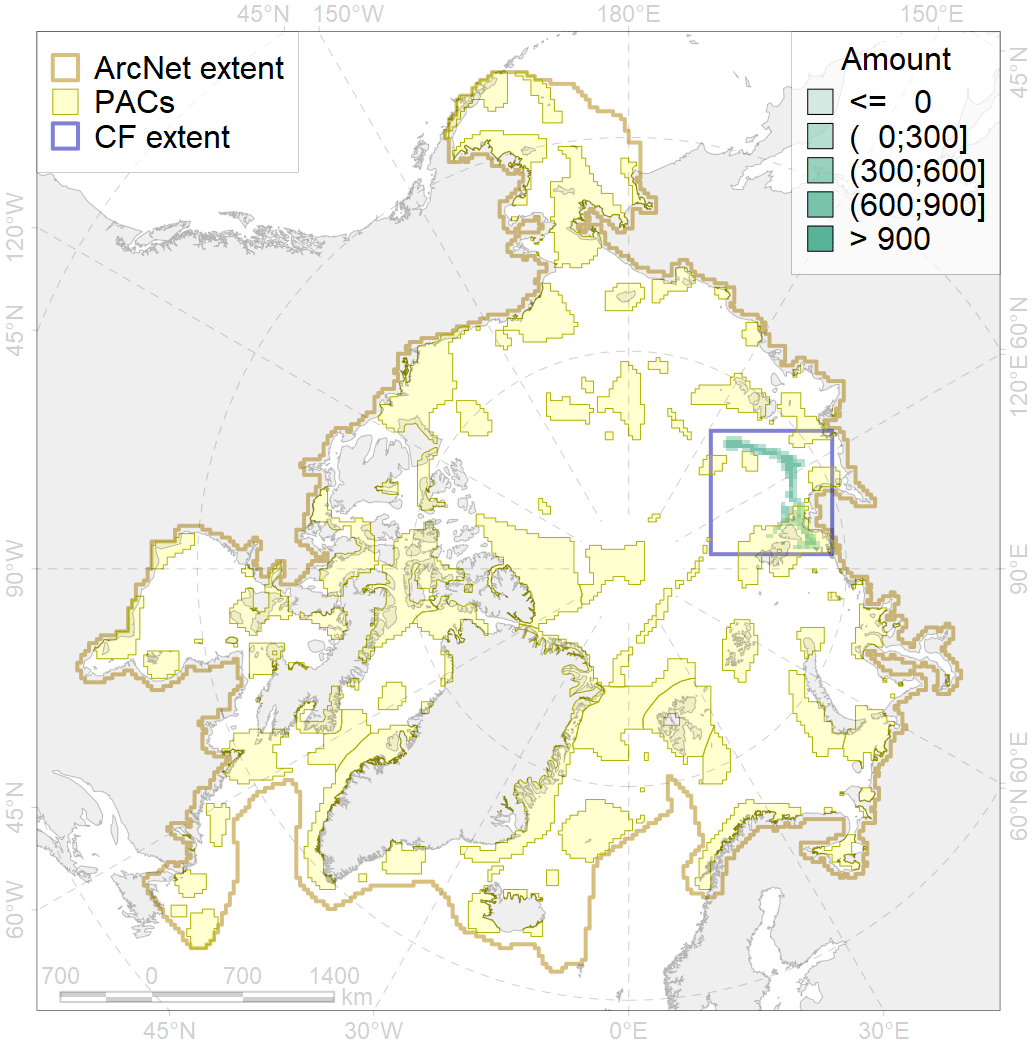 45°N 150°W 180°E 150°E
ArcNet extent
PACs
CF extent
Amount
<= 0
( 0;300]
(300;600]
(600;900]
> 900
45°N
120°W
45°N
90°W
45°N
60°W
60°N
120°E
90°E
60°E
60°N
700 0 700 1400
km
45°N 30°W 0°E 30°E